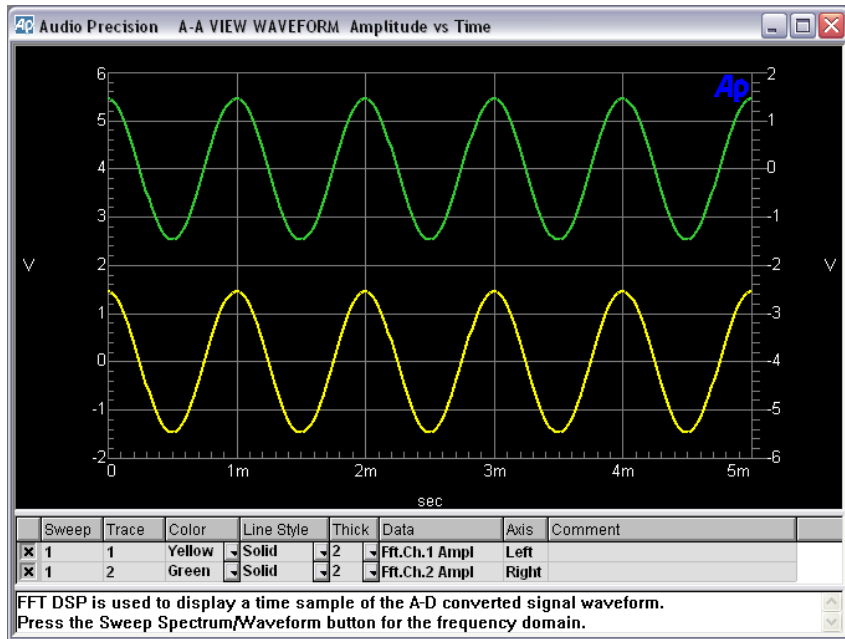 Ap Audio Precision A-A VIEW WAVEFORM Amplitude vs Time
Ap
6
5
4
3
2
1
0
-1
-2
V
2
1
0
-1
-2
-3
-4
-5
-6
V
0 1m 2m 3m 4m 5m
sec
Sweep Trace Color Line Style Thick Data Axis Comment
1 1 Yellow Solid 2 Fft.Ch.1 Ampl Left
1 2 Green Solid 2 Fft.Ch.2 Ampl Right
FFT DSP is used to display a time sample of the A-D converted signal waveform.
Press the Sweep Spectrum/Waveform button for the frequency domain.